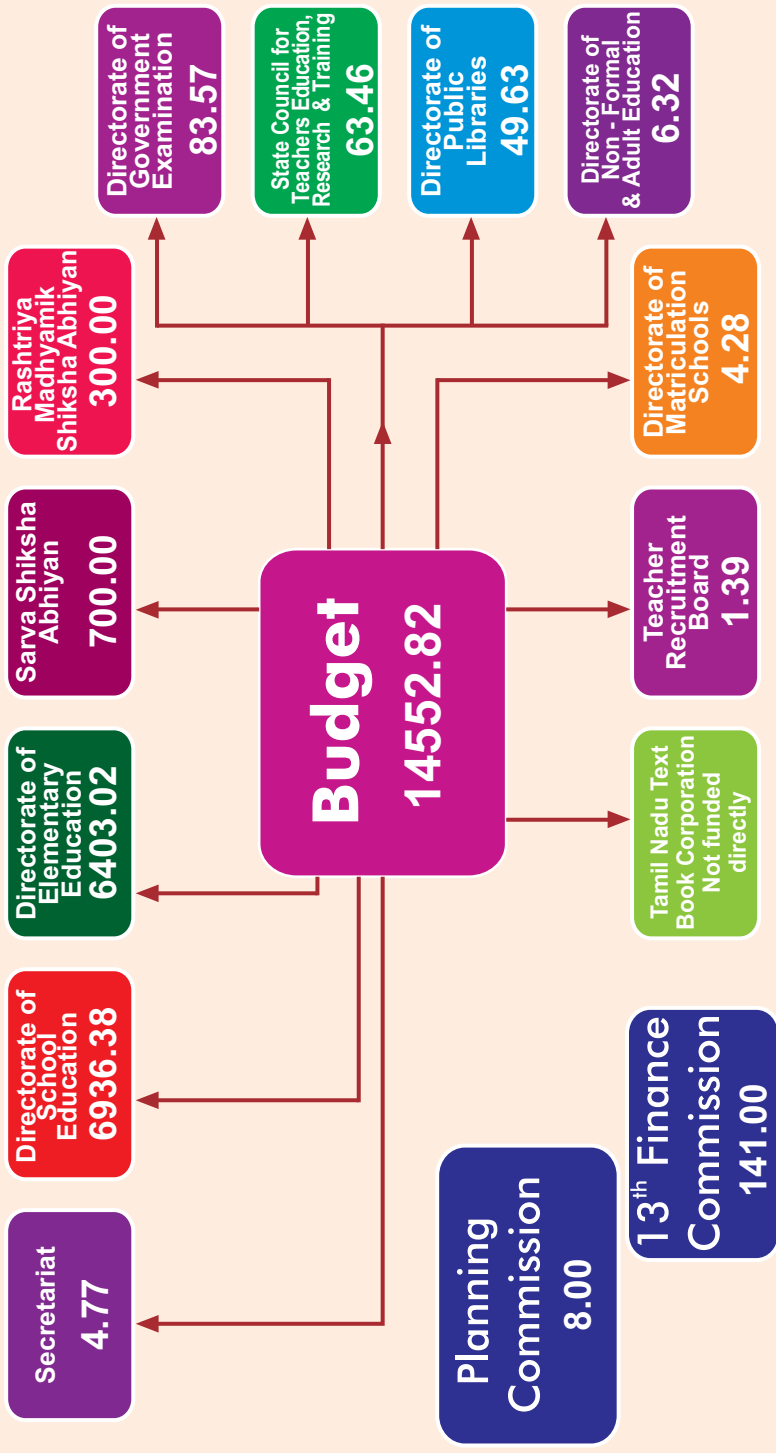 Secretariat
4.77
Directorate of
School
Education
6936.38
Directorate of
Elementary
Education
6403.02
Sarva Shiksha
Abhiyan
700.00
Rashtriya
Madhyamik
Shiksha Abhiyan
300.00
Directorate of
Government
Examination
83.57
State Council for
Teachers Education,
Research & Training
63.46
Directorate of
Public
Libraries
49.63
Directorate of
Non - Formal
& Adult Education
6.32
Budget
14552.82
Planning
Commission
8.00
13th Finance
Commission
141.00
Tamil Nadu Text
Book Corporation
Not funded
directly
Teacher
Recruitment
Board
1.39
Directorate of
Matriculation
Schools
4.28